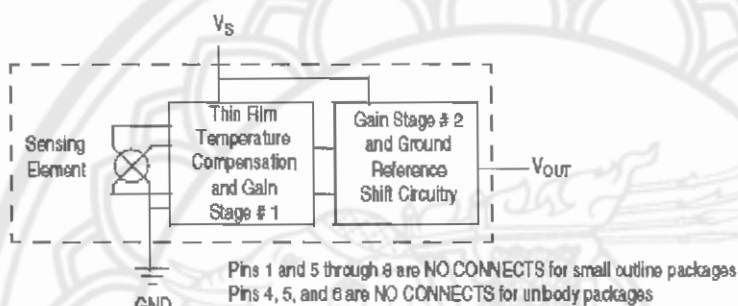 VS
Sensing
Element
Thin Film
Temperature
Compensation
and Gain
Stage # 1
Gain Stage # 2
and Ground
Reference
Shift Circuitry
VOUT
GND
Pins 1 and 5 through 8 are NO CONNECTS for small outline packages
Pins 4, 5, and 6 are NO CONNECTS for unibody packages